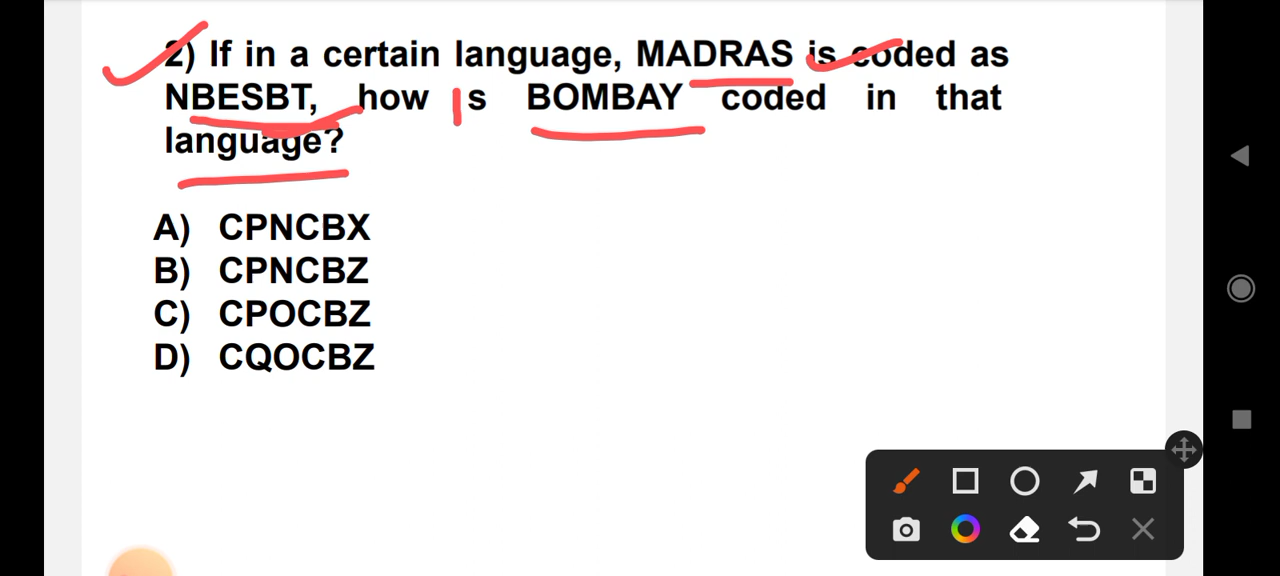 2) If in a certain language, MADRAS is coded as
NBESBT, how is BOMBAY coded in that
language?
A) CPNCBX
B) CPNCBZ
C) CPOCBZ
D) CQOCBZ